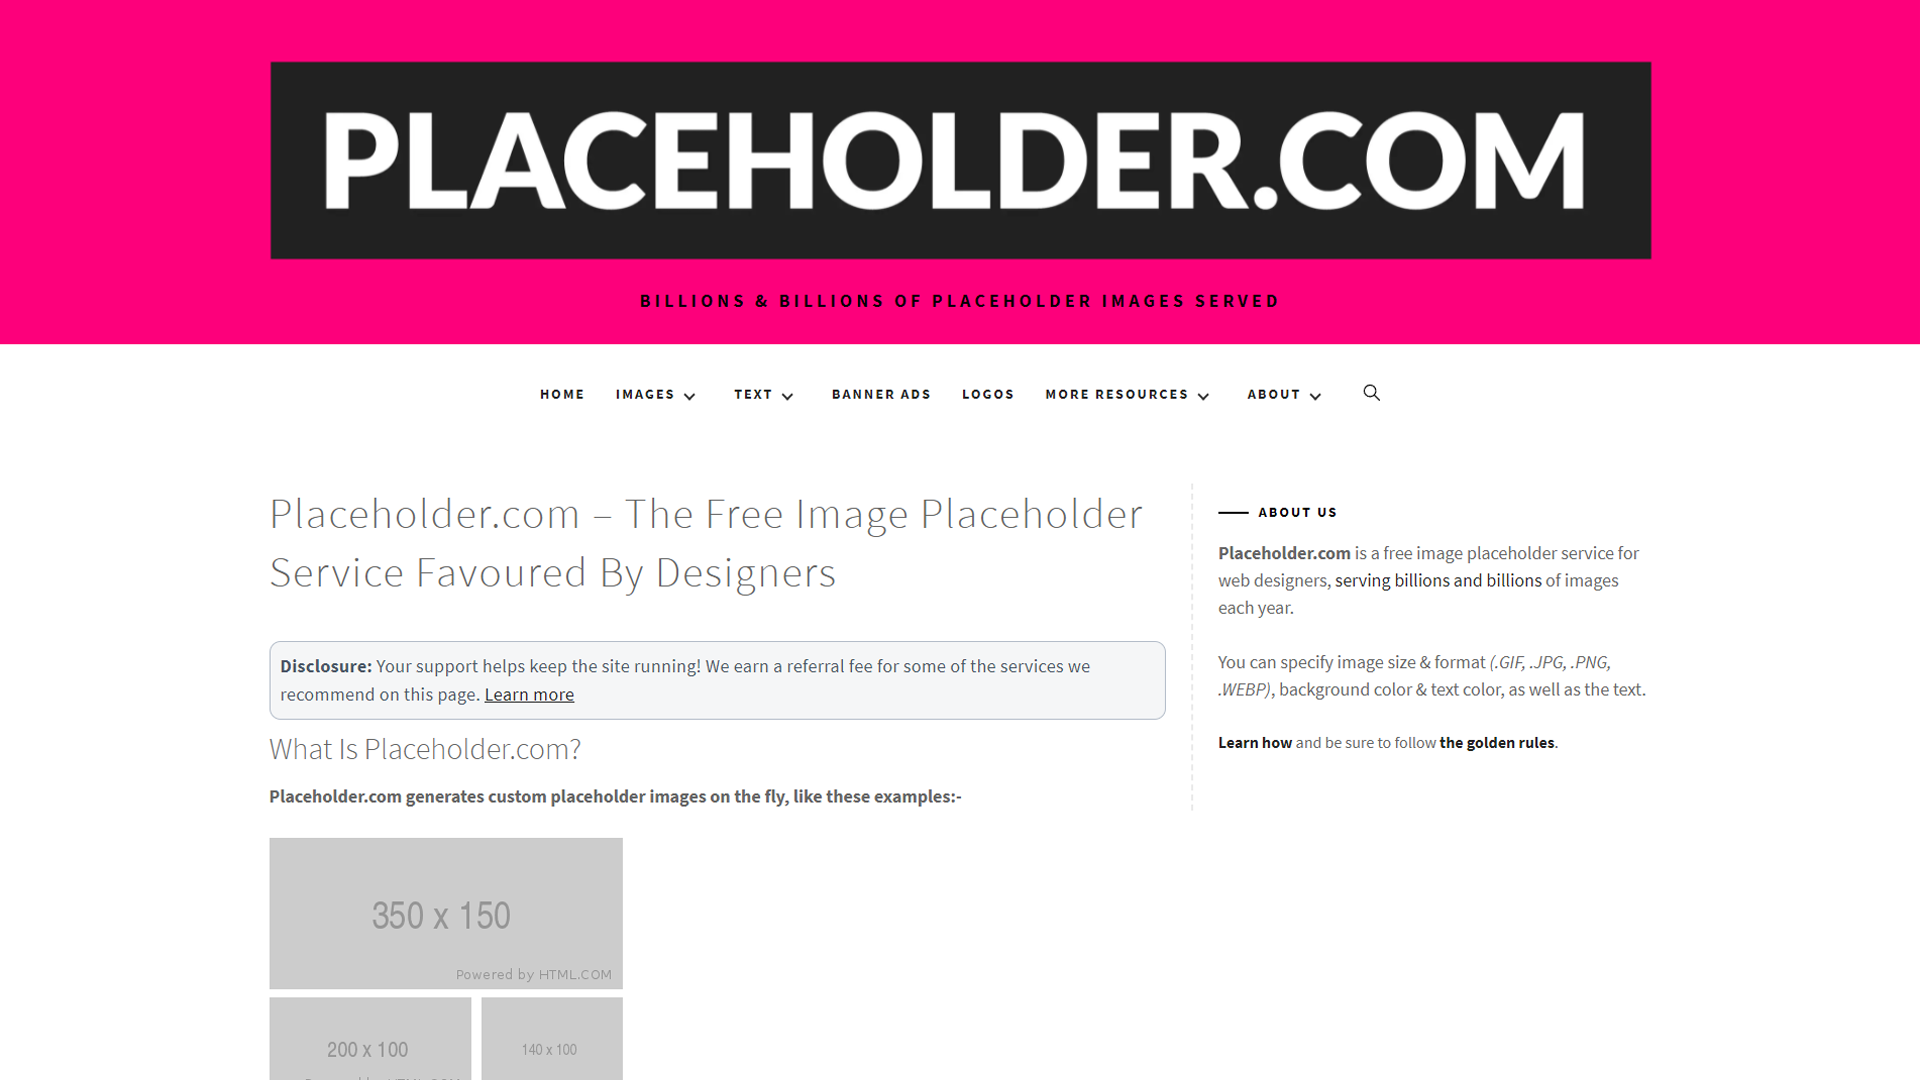 PLACEHOLDER.COM
BILLIONS & BILLIONS OF PLACEHOLDER IMAGES SERVED
HOME IMAGES TEXT BANNER ADS LOGOS MORE RESOURCES ABOUT
Placeholder.com – The Free Image Placeholder
Service Favoured By Designers
Disclosure: Your support helps keep the site running! We earn a referral fee for some of the services we
recommend on this page. Learn more
What Is Placeholder.com?
Placeholder.com generates custom placeholder images on the fly, like these examples:-
350 x 150
Powered by HTML.COM
200 x 100
140 x 100
ABOUT US
Placeholder.com is a free image placeholder service for
web designers, serving billions and billions of images
each year.
You can specify image size & format (.GIF, .JPG, .PNG,
.WEBP), background color & text color, as well as the text.
Learn how and be sure to follow the golden rules.